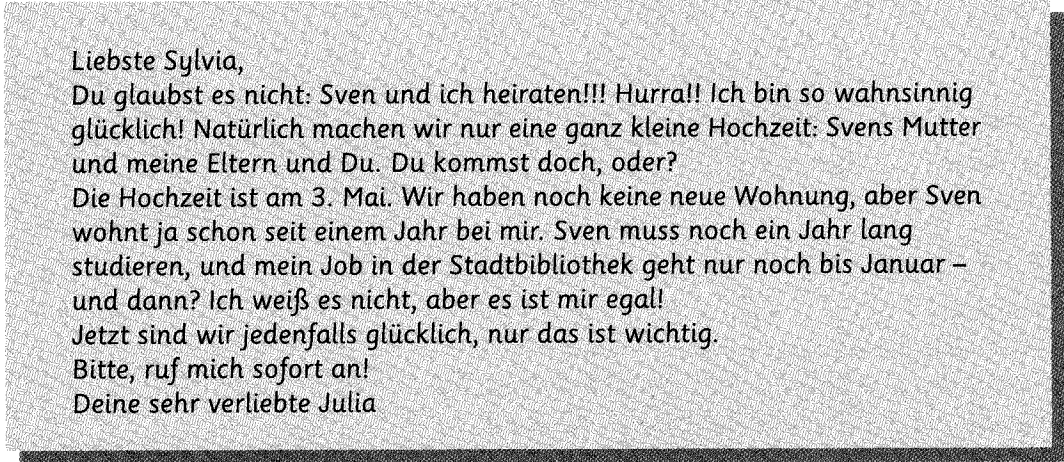 Liebste Sylvia,
Du glaubst es nicht: Sven und ich heiraten!!! Hurra!! Ich bin so wahnsinnig
glücklich! Natürlich machen wir nur eine ganz kleine Hochzeit: Svens Mutter
und meine Eltern und Du. Du kommst doch, oder?
Die Hochzeit ist am 3. Mai. Wir haben noch keine neue Wohnung, aber Sven
wohnt ja schon seit einem Jahr bei mir. Sven muss noch ein Jahr lang
studieren, und mein Job in der Stadtbibliothek geht nur noch bis Januar –
und dann? Ich weiß es nicht, aber es ist mir egal!
Jetzt sind wir jedenfalls glücklich, nur das ist wichtig.
Bitte, ruf mich sofort an!
Deine sehr verliebte Julia